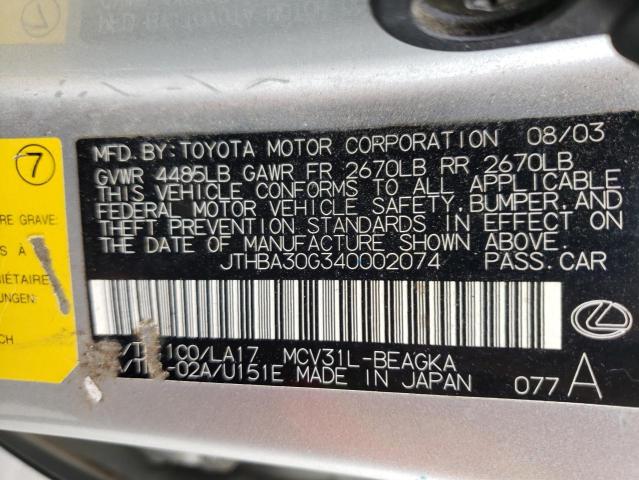 MFD.BY:TOYOTA MOTOR CORPORATION 08/03
GVWR 4485LB GAWR FR 2670LB RR 2670LB
THIS VEHICLE CONFORMS TO ALL APPLICABLE
FEDERAL MOTOR VEHICLE SAFETY,BUMPER,AND
THEFT PREVENTION STANDARDS IN EFFECT ON
THE DATE OF MANUFACTURE SHOWN ABOVE.
JTHBA30G340002074 PASS.CAR
1C0/LA17 MCV31L-BEAGKA
-02A/U151E MADE IN JAPAN 077A
7
RE GRAVE:
S À
IÉTAIRE
UNGEN:
CH